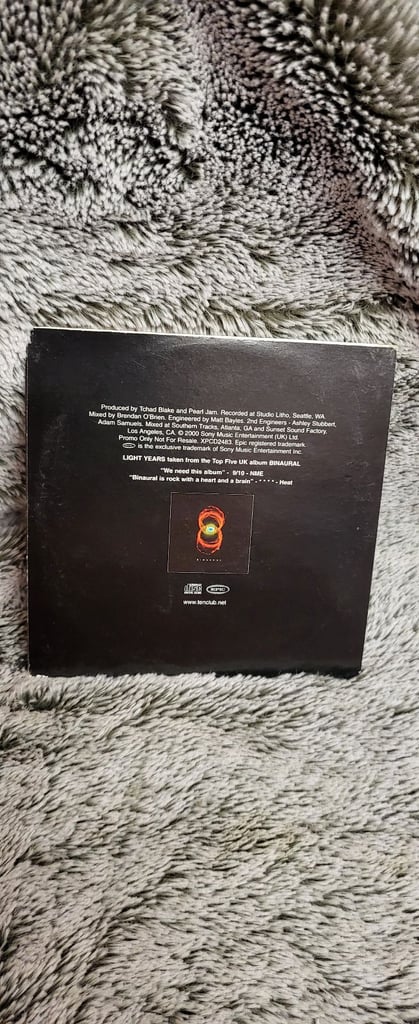 Produced by Tchad Blake and Pearl Jam. Recorded at Studio Litho, Seattle, WA.
Mixed by Brendan O'Brien. Engineered by Matt Bayles. 2nd Engineers - Ashley Stubbert,
Adam Samuels. Mixed at Southern Tracks, Atlanta, GA and Sunset Sound Factory,
Los Angeles, CA. © 2000 Sony Music Entertainment (UK) Ltd.
Promo Only Not For Resale. XPCD2483. Epic registered trademark.
epic is the exclusive trademark of Sony Music Entertainment Inc.
LIGHT YEARS taken from the Top Five UK album BINAURAL
"We need this album" - 9/10 - NME
"Binaural is rock with a heart and a brain" - * * * * - Heat
BINAURAL
disc epic
www.tenclub.net